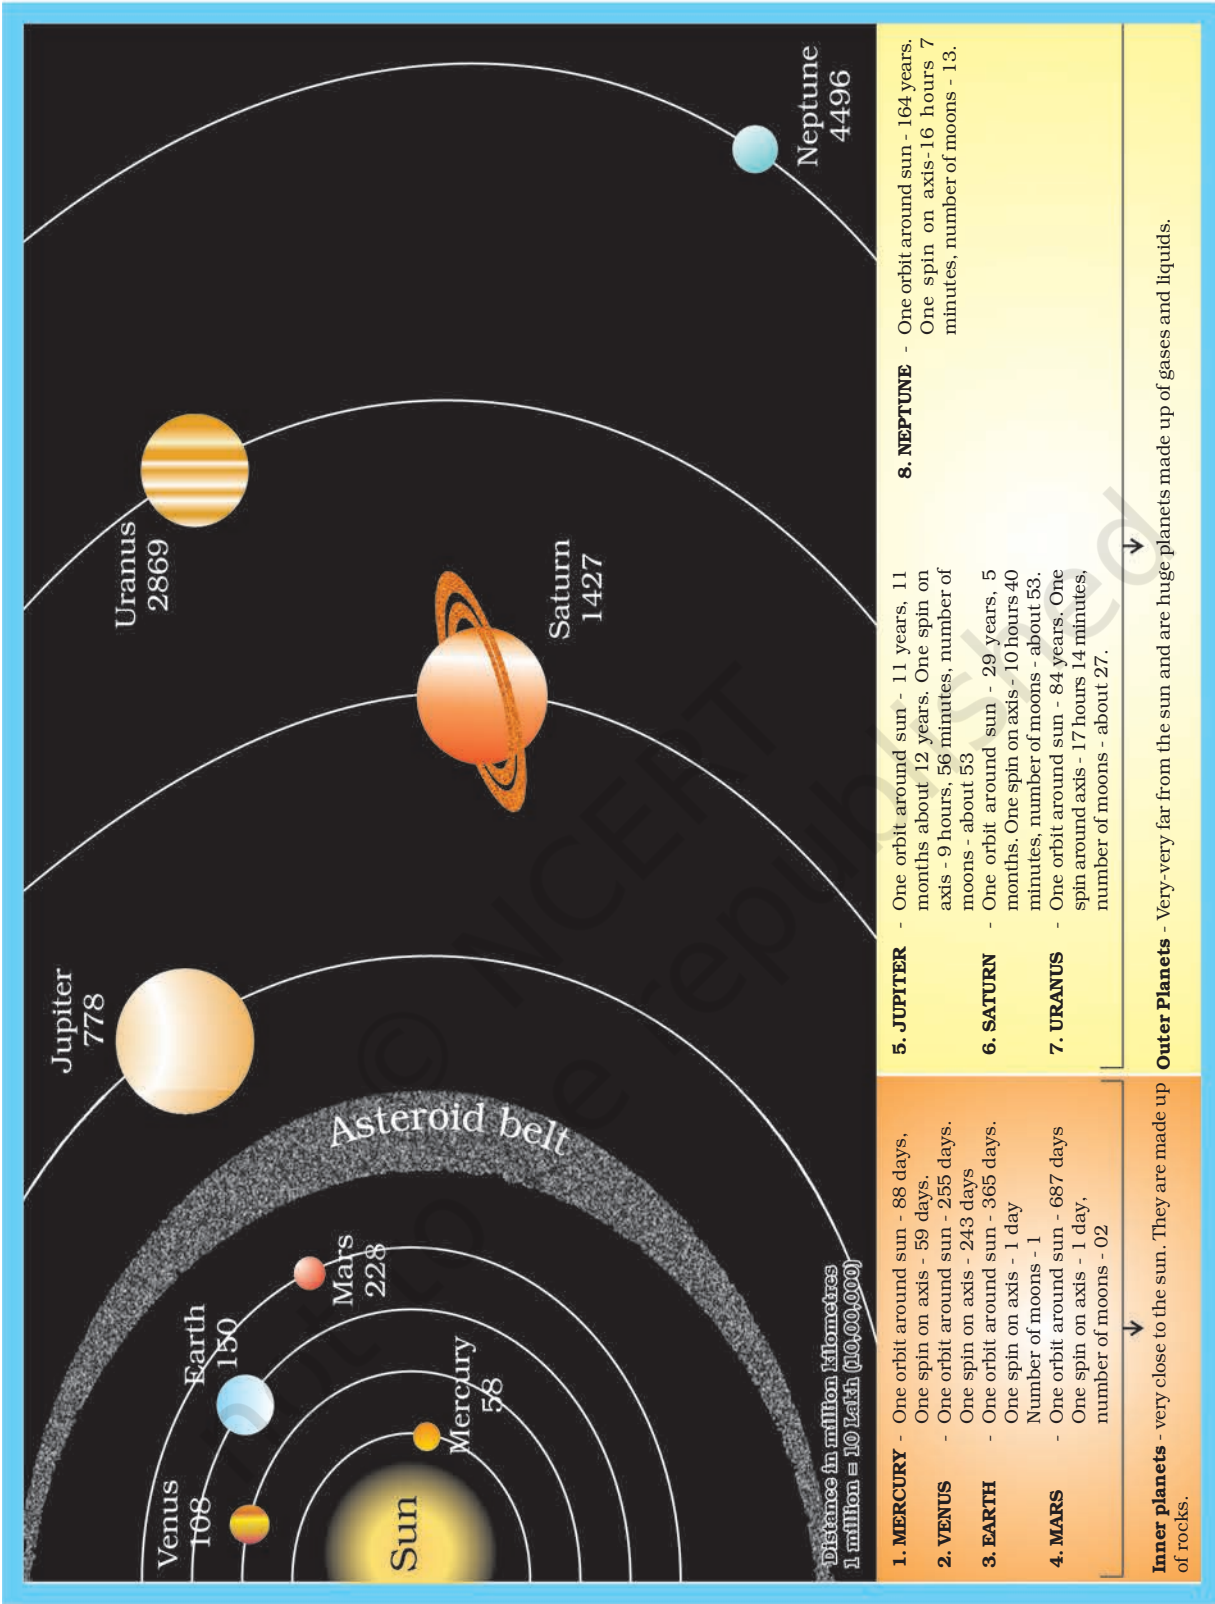 Sun
Mercury
58
Venus
108
Earth
150
Mars
228
Asteroid belt
Jupiter
778
Saturn
1427
Uranus
2869
Neptune
4496
Distance in million kilometres
1 million = 10 Lakh (10,00,000)
1. MERCURY - One orbit around sun - 88 days,
One spin on axis - 59 days.
2. VENUS - One orbit around sun - 255 days.
One spin on axis - 243 days
3. EARTH - One orbit around sun - 365 days.
One spin on axis - 1 day
Number of moons - 1
4. MARS - One orbit around sun - 687 days
One spin on axis - 1 day,
number of moons - 02
Inner planets - very close to the sun. They are made up
of rocks.
5. JUPITER - One orbit around sun - 11 years, 11
months about 12 years. One spin on
axis - 9 hours, 56 minutes, number of
moons - about 53
6. SATURN - One orbit around sun - 29 years, 5
months. One spin on axis - 10 hours 40
minutes, number of moons - about 53.
7. URANUS - One orbit around sun - 84 years. One
spin around axis - 17 hours 14 minutes,
number of moons - about 27.
8. NEPTUNE - One orbit around sun - 164 years.
One spin on axis-16 hours 7
minutes, number of moons - 13.
Outer Planets - Very-very far from the sun and are huge planets made up of gases and liquids.
© NCERT
not to be republished